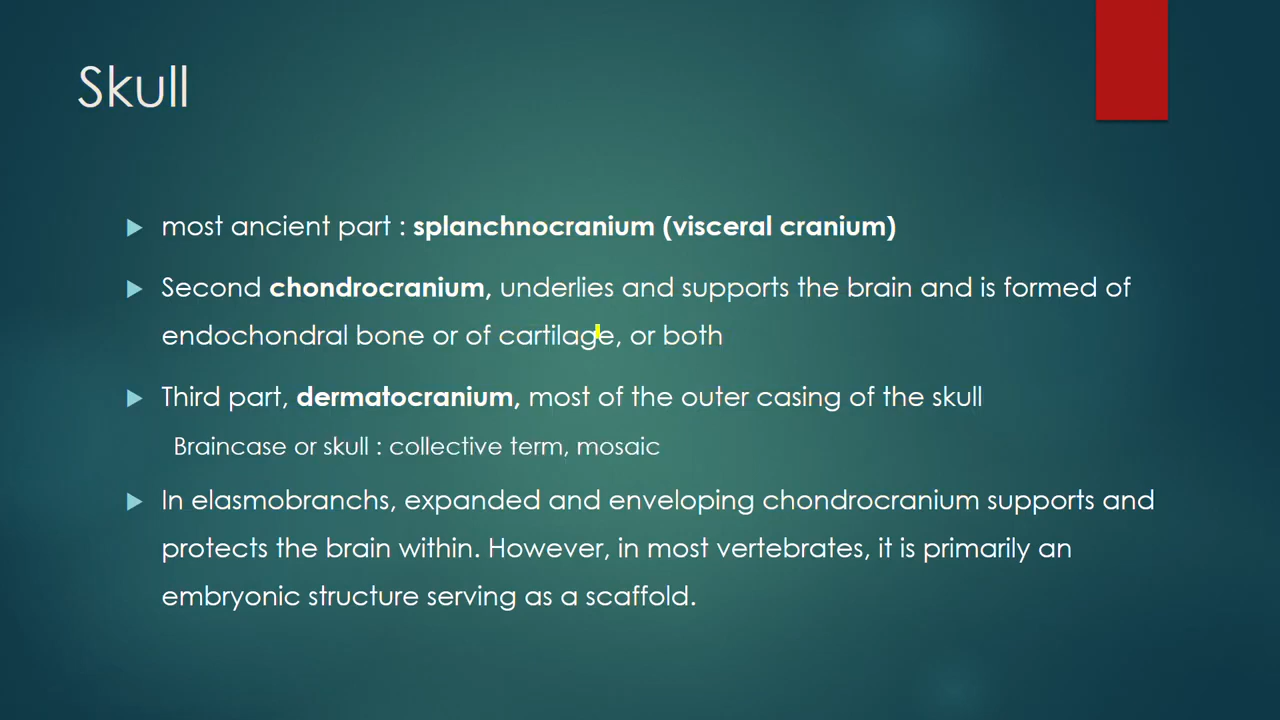 Skull
most ancient part : splanchnocranium (visceral cranium)
Second chondrocranium, underlies and supports the brain and is formed of
endochondral bone or of cartilage, or both
Third part, dermatocranium, most of the outer casing of the skull
Braincase or skull : collective term, mosaic
In elasmobranchs, expanded and enveloping chondrocranium supports and
protects the brain within. However, in most vertebrates, it is primarily an
embryonic structure serving as a scaffold.